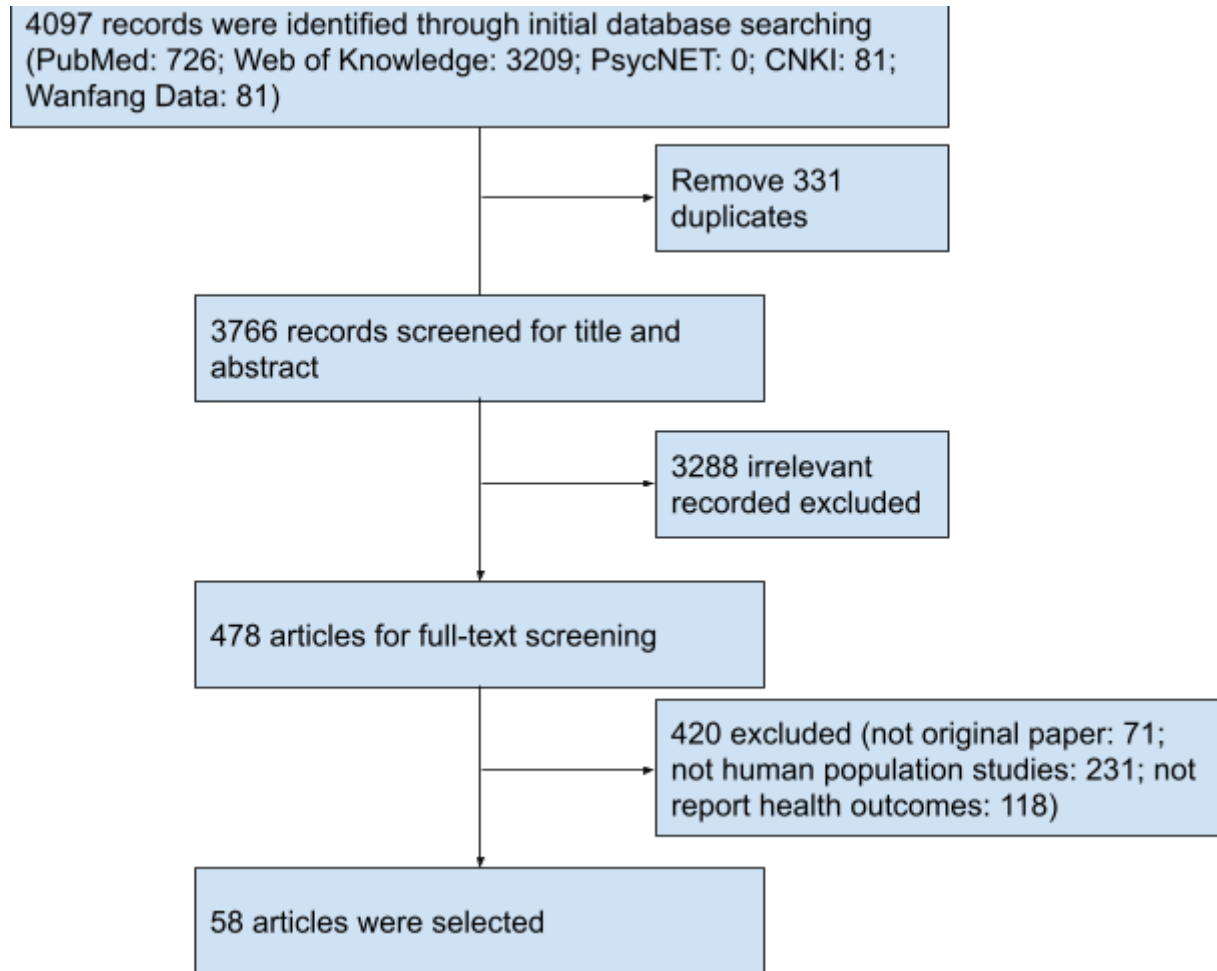 4097 records were identified through initial database searching
(PubMed: 726; Web of Knowledge: 3209; PsycNET: 0; CNKI: 81;
Wanfang Data: 81)
Remove 331
duplicates
3766 records screened for title and
abstract
3288 irrelevant
recorded excluded
478 articles for full-text screening
420 excluded (not original paper: 71;
not human population studies: 231; not
report health outcomes: 118)
58 articles were selected